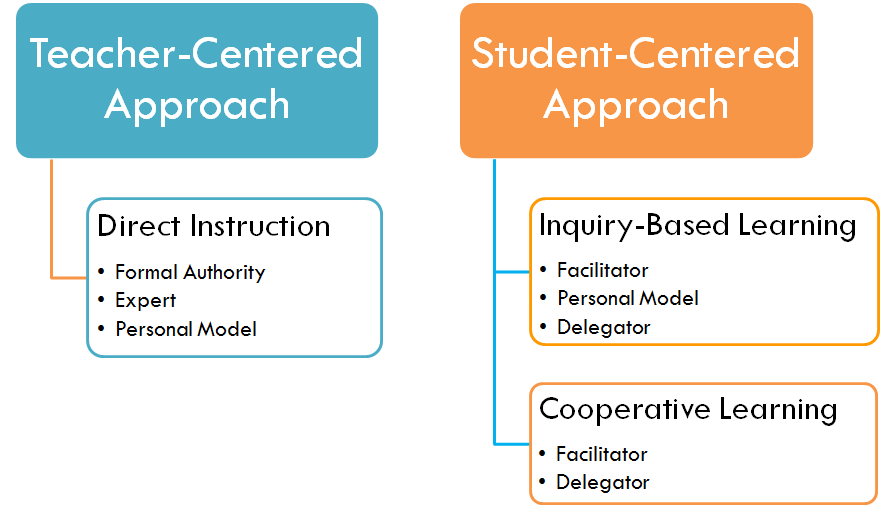 Teacher-Centered
Approach
Direct Instruction
• Formal Authority
• Expert
• Personal Model
Student-Centered
Approach
Inquiry-Based Learning
• Facilitator
• Personal Model
• Delegator
Cooperative Learning
• Facilitator
• Delegator